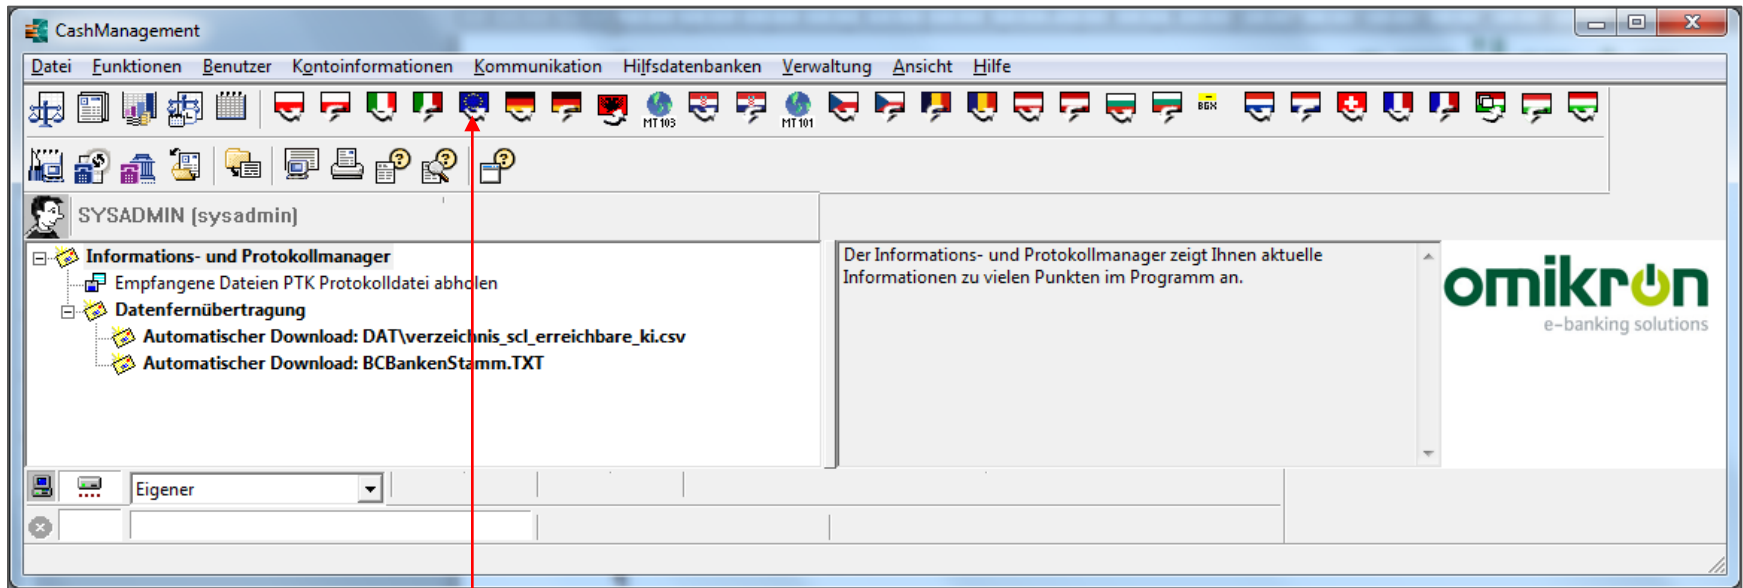 CashManagement
Datei Funktionen Benutzer Kontoinformationen Kommunikation Hilfsdatenbanken Verwaltung Ansicht Hilfe
MT103 MT101 BGX
SYSADMIN (sysadmin)
Informations- und Protokollmanager
Empfangene Dateien PTK Protokolldatei abholen
Datenfernübertragung
Automatischer Download: DAT\verzeichnis_scl_erreichbare_ki.csv
Automatischer Download: BCBankenStamm.TXT
Der Informations- und Protokollmanager zeigt Ihnen aktuelle
Informationen zu vielen Punkten im Programm an.
omikron
e-banking solutions
Eigener